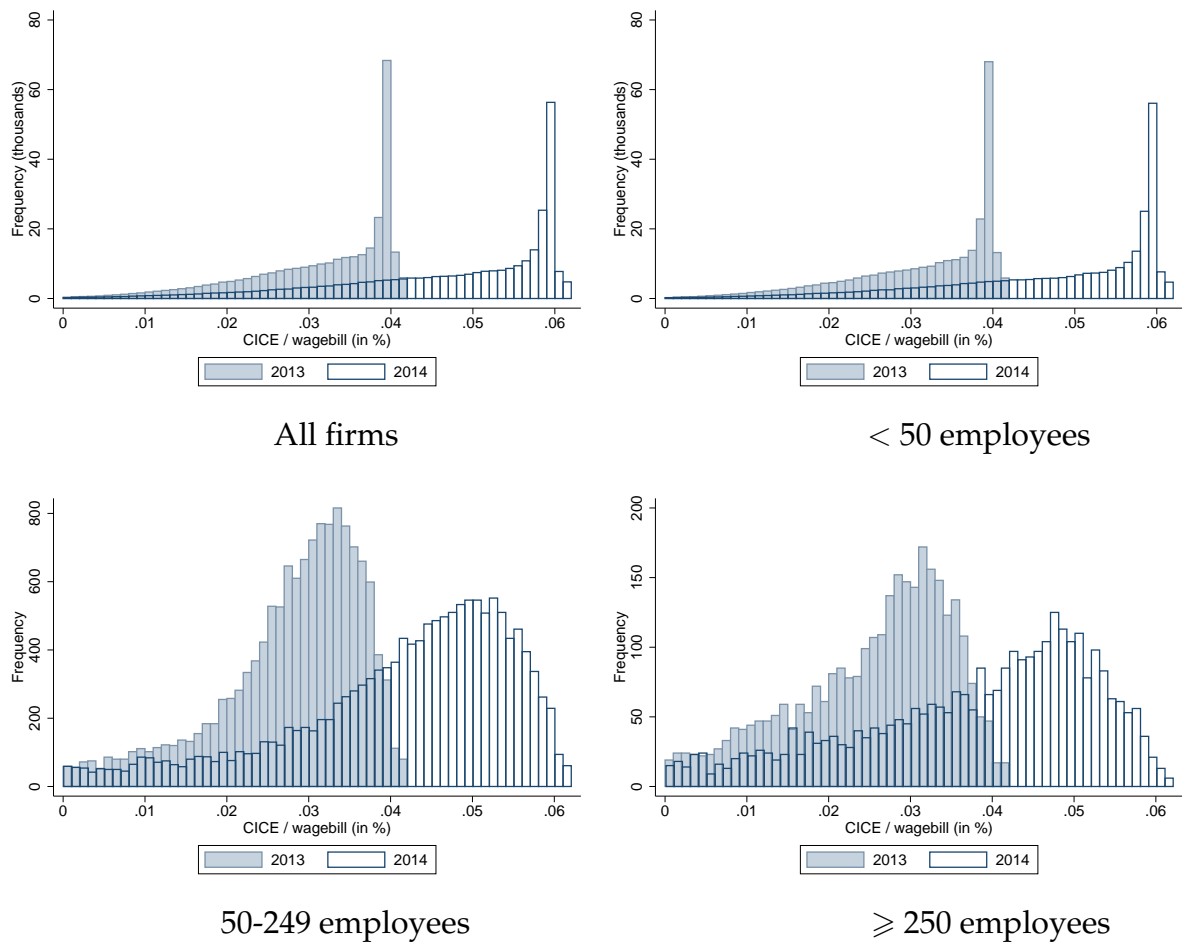 80
60
40
20
0
Frequency (thousands)
0 .01 .02 .03 .04 .05 .06
CICE / wagebill (in %)
2013 2014
All firms
80
60
40
20
0
Frequency (thousands)
0 .01 .02 .03 .04 .05 .06
CICE / wagebill (in %)
2013 2014
< 50 employees
800
600
400
200
0
Frequency
0 .01 .02 .03 .04 .05 .06
CICE / wagebill (in %)
2013 2014
50-249 employees
200
150
100
50
0
Frequency
0 .01 .02 .03 .04 .05 .06
CICE / wagebill (in %)
2013 2014
⩾ 250 employees